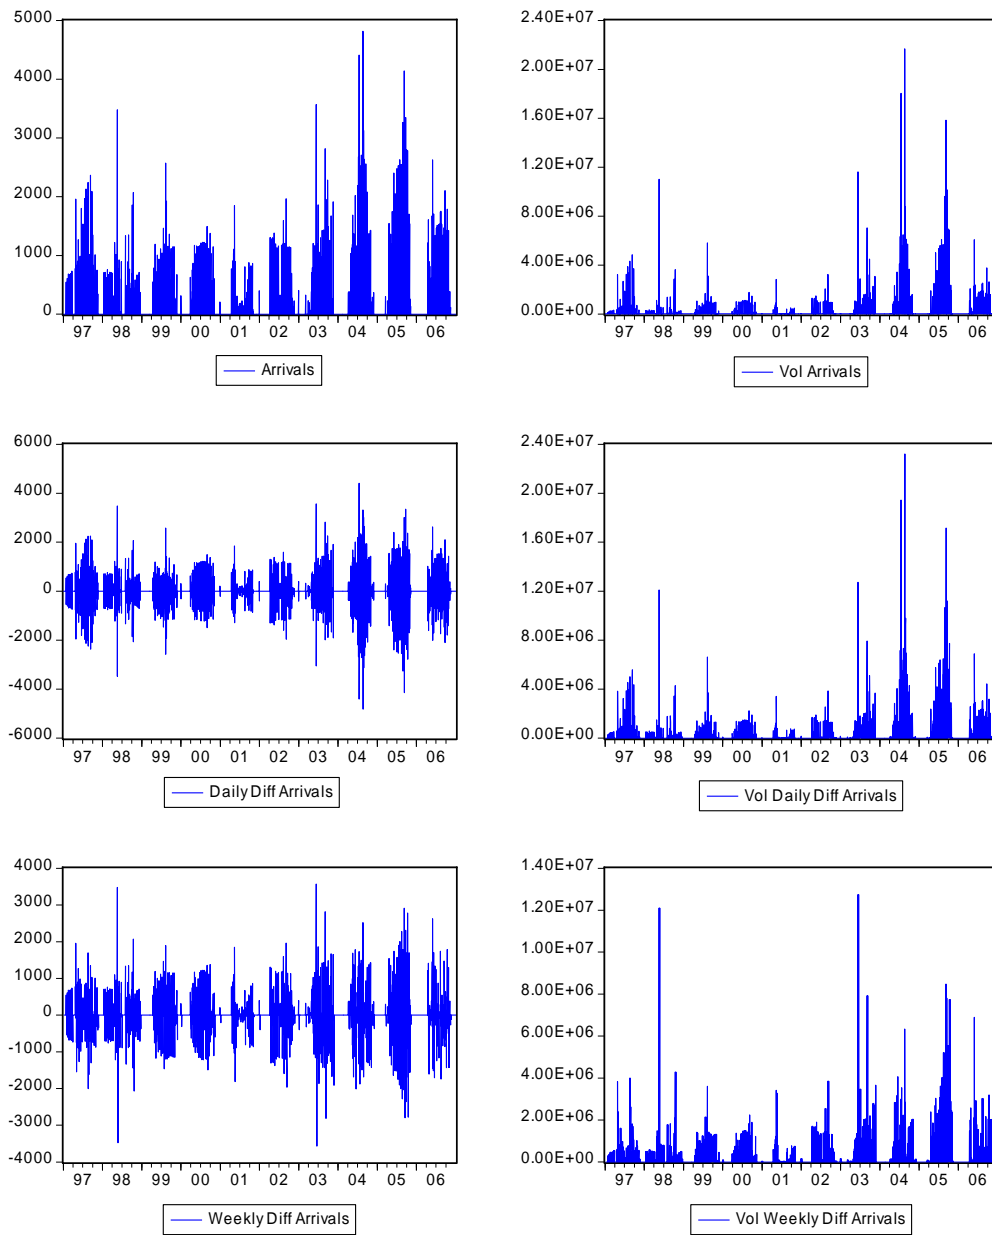 5000
4000
3000
2000
1000
0
97 98 99 00 01 02 03 04 05 06
Arrivals
2.40E+07
2.00E+07
1.60E+07
1.20E+07
8.00E+06
4.00E+06
0.00E+00
97 98 99 00 01 02 03 04 05 06
Vol Arrivals
6000
4000
2000
0
-2000
-4000
-6000
97 98 99 00 01 02 03 04 05 06
Daily Diff Arrivals
2.40E+07
2.00E+07
1.60E+07
1.20E+07
8.00E+06
4.00E+06
0.00E+00
97 98 99 00 01 02 03 04 05 06
Vol Daily Diff Arrivals
4000
3000
2000
1000
0
-1000
-2000
-3000
-4000
97 98 99 00 01 02 03 04 05 06
Weekly Diff Arrivals
1.40E+07
1.20E+07
1.00E+07
8.00E+06
6.00E+06
4.00E+06
2.00E+06
0.00E+00
97 98 99 00 01 02 03 04 05 06
Vol Weekly Diff Arrivals